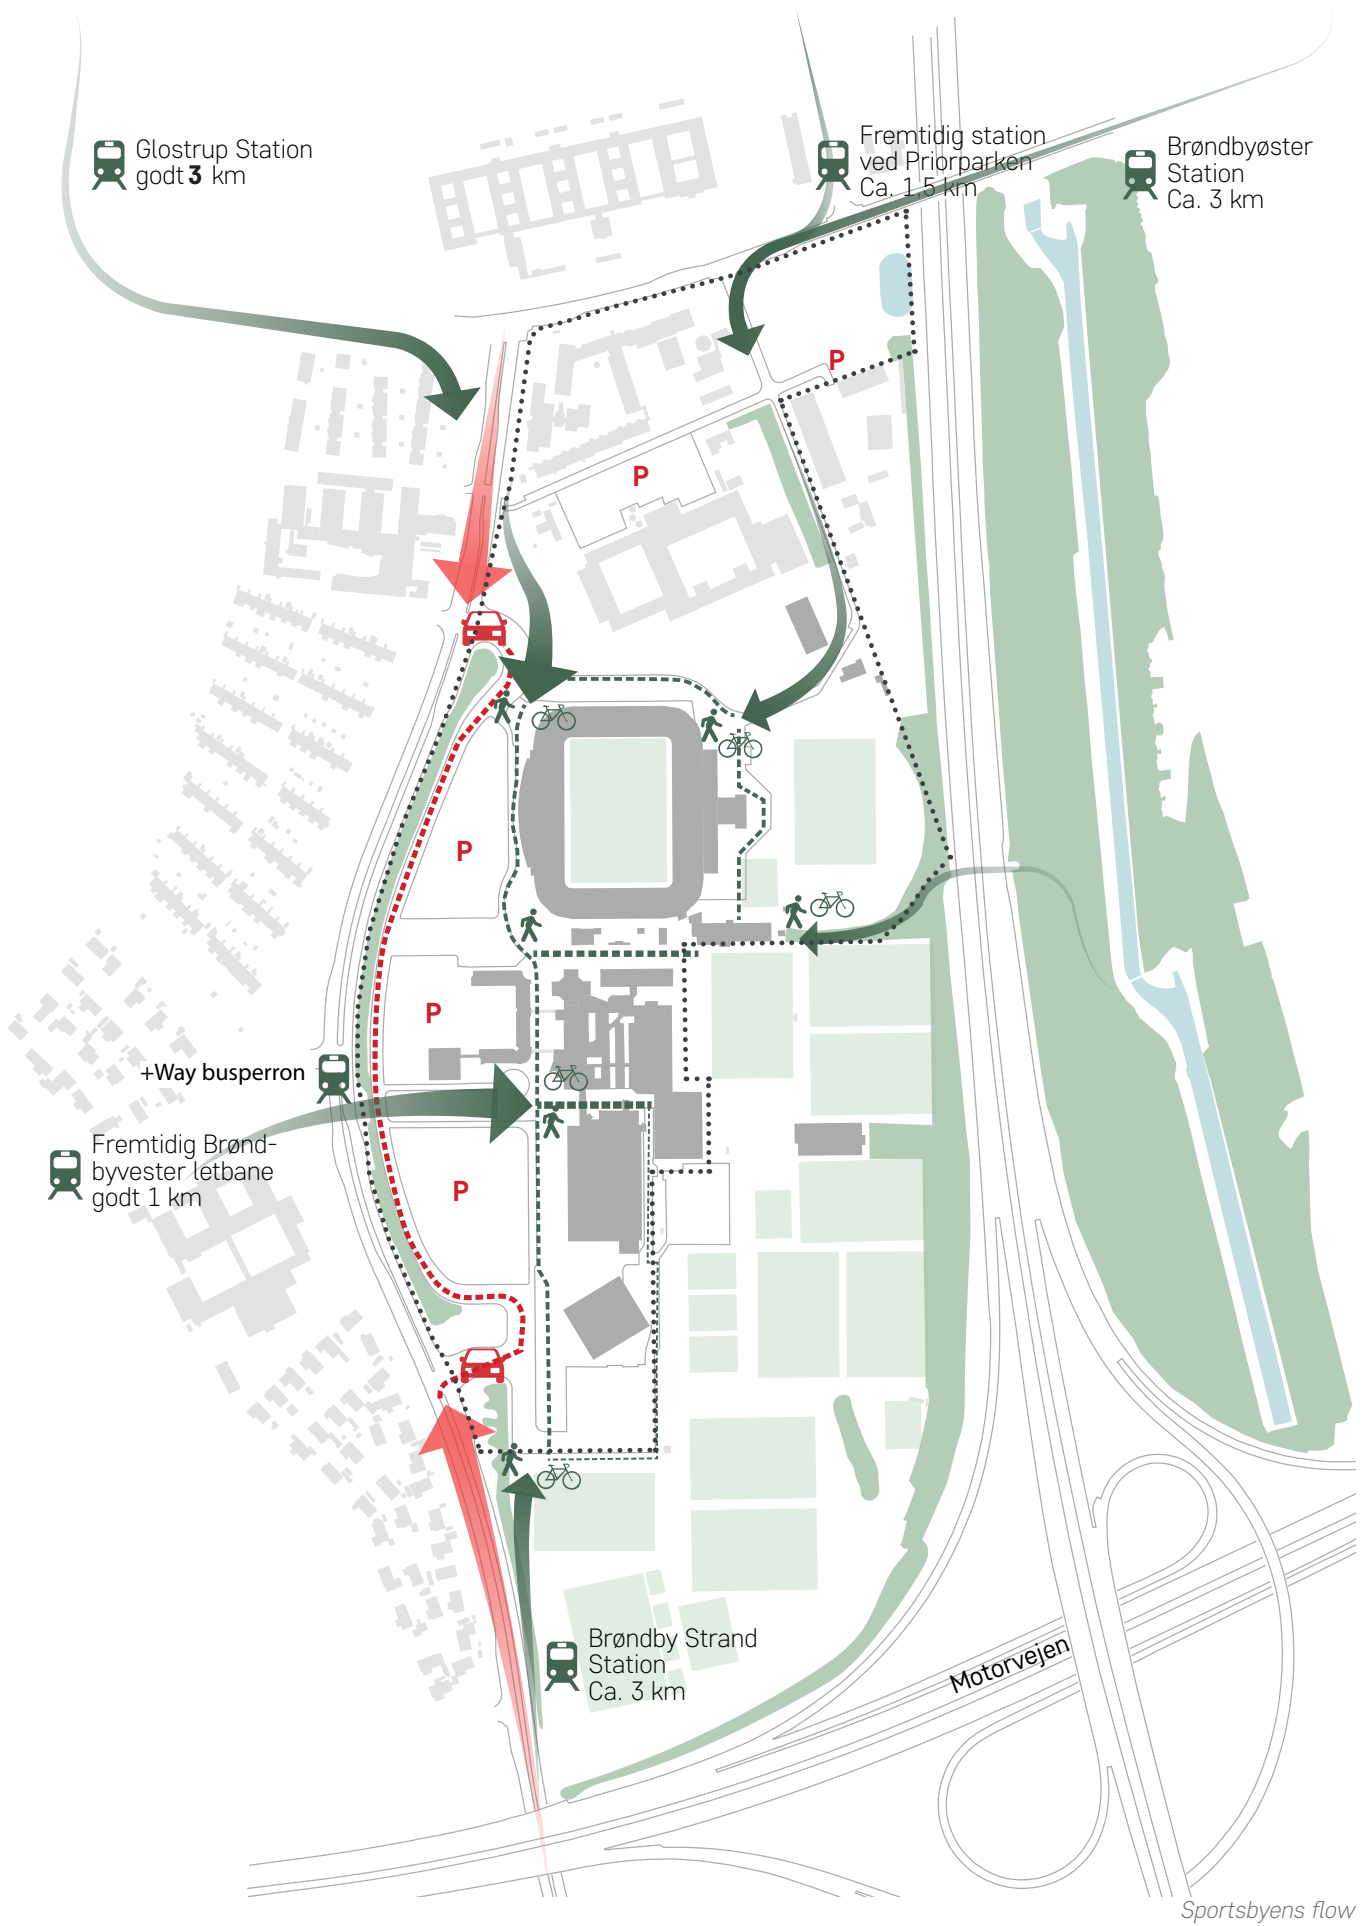 Glostrup Station
godt 3 km
Fremtidig station
ved Priorparken
Ca. 1,5 km
Brøndbyøster
Station
Ca. 3 km
P
P
P
P
+Way busperron
Fremtidig Brønd-
byvester letbane
godt 1 km
P
Brøndby Strand
Station
Ca. 3 km
Motorvejen
Sportsbyens flow